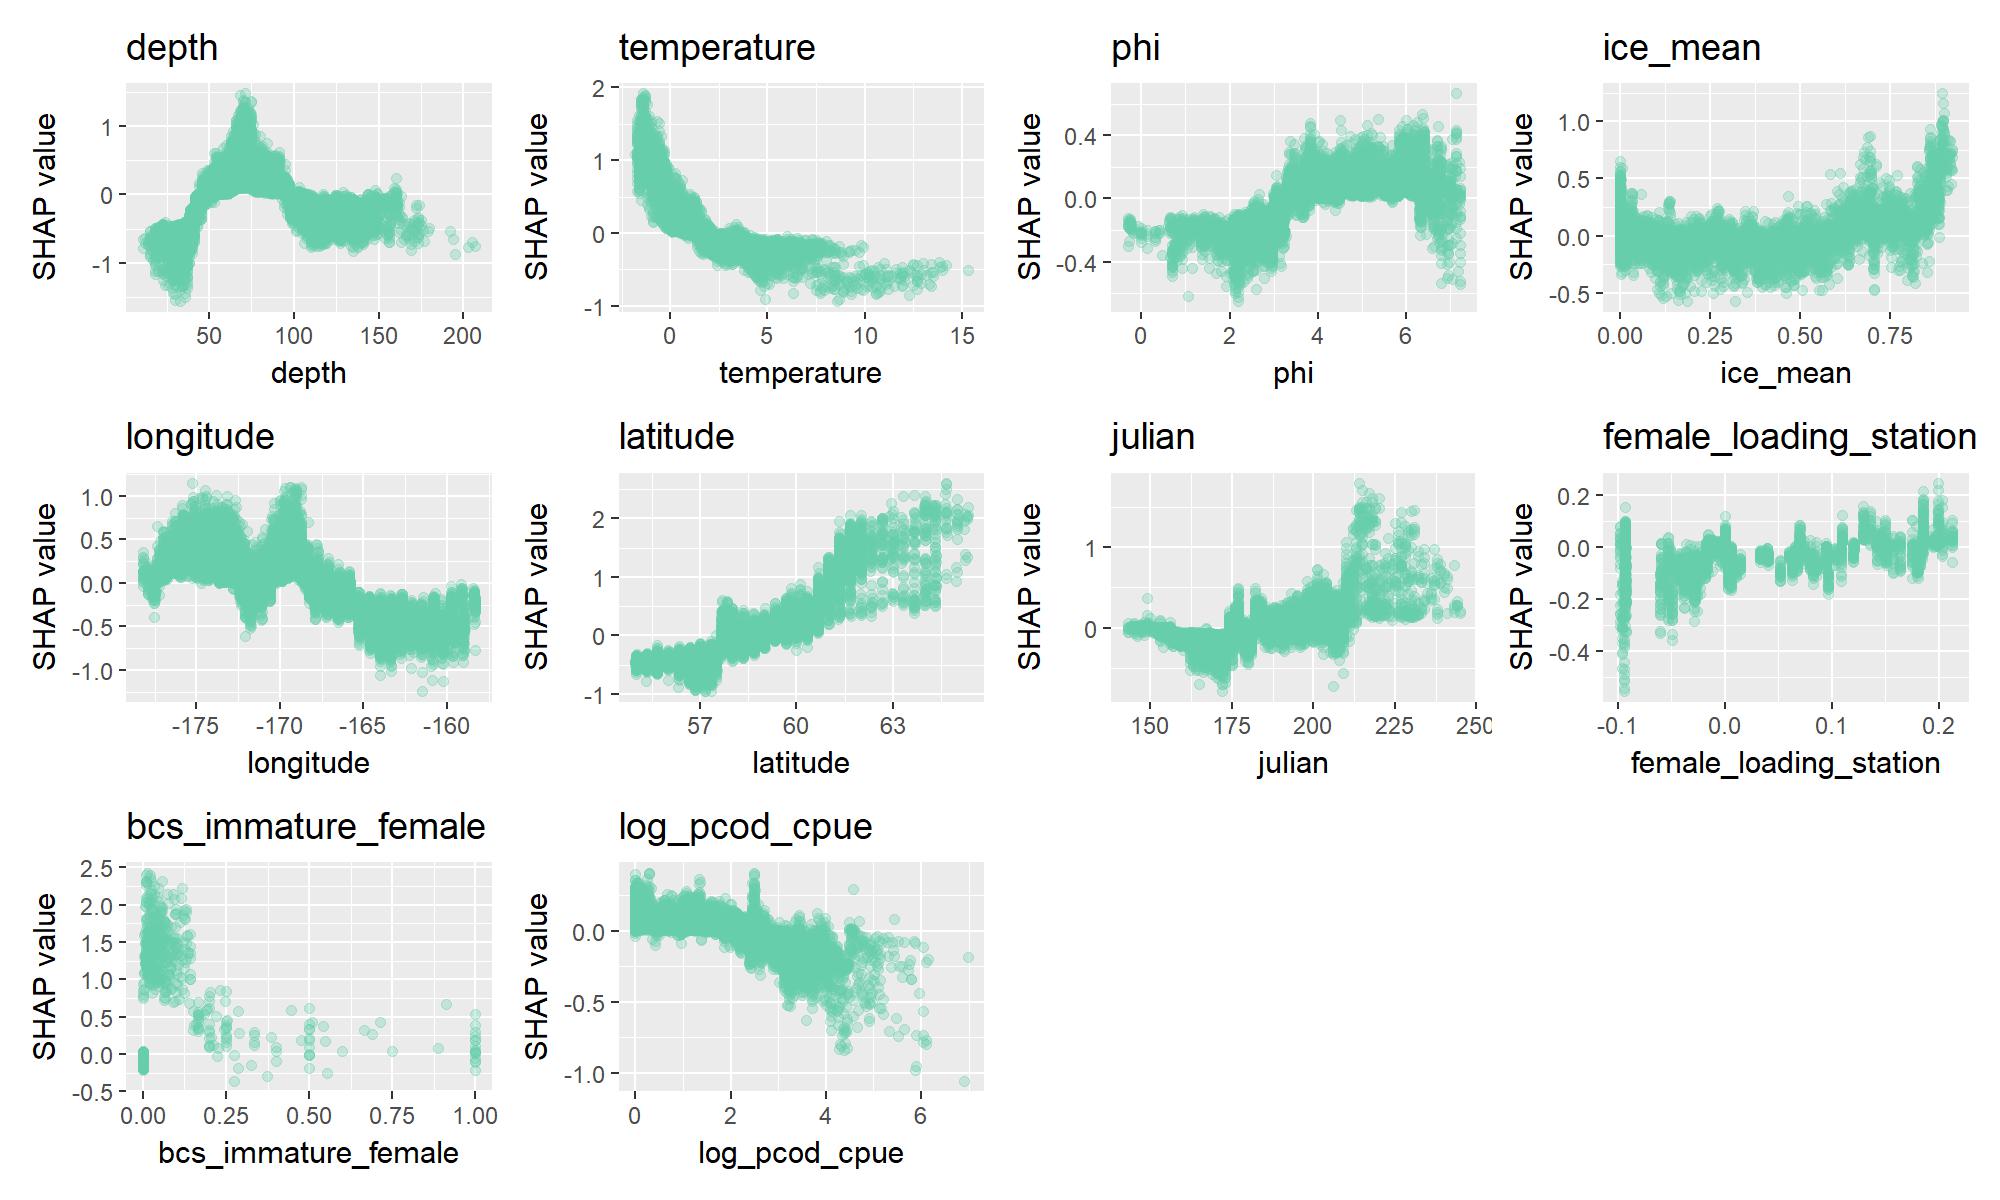 depth
temperature
phi
ice_mean
SHAP value
1
0
-1
50 100 150 200
depth
SHAP value
2
1
0
-1
0 5 10 15
temperature
SHAP value
0.4
0.0
-0.4
0 2 4 6
phi
SHAP value
1.0
0.5
0.0
-0.5
0.00 0.25 0.50 0.75
ice_mean
longitude
latitude
julian
female_loading_station
SHAP value
1.0
0.5
0.0
-0.5
-1.0
-175 -170 -165 -160
longitude
SHAP value
2
1
0
-1
57 60 63
latitude
SHAP value
1
0
150 175 200 225 250
julian
SHAP value
0.2
0.0
-0.2
-0.4
-0.1 0.0 0.1 0.2
female_loading_station
bcs_immature_female
log_pcod_cpue
SHAP value
2.5
2.0
1.5
1.0
0.5
0.0
-0.5
0.00 0.25 0.50 0.75 1.00
bcs_immature_female
SHAP value
0.0
-0.5
-1.0
0 2 4 6
log_pcod_cpue